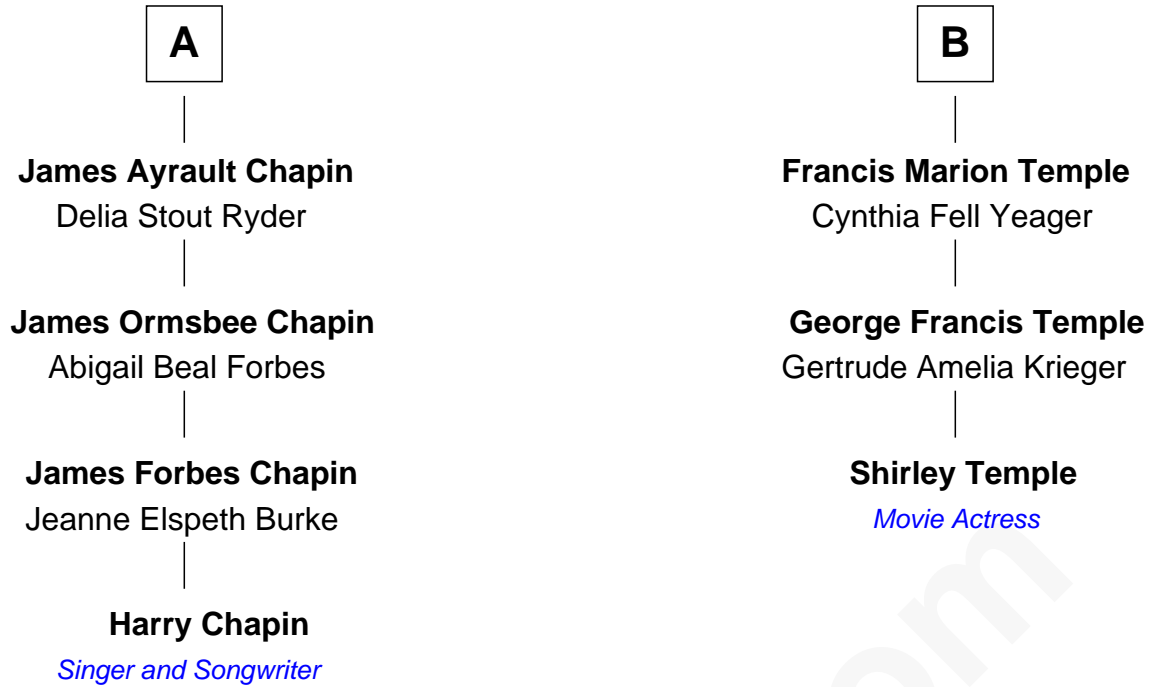 A
James Ayrault Chapin
Delia Stout Ryder
James Ormsbee Chapin
Abigail Beal Forbes
James Forbes Chapin
Jeanne Elspeth Burke
Harry Chapin
Singer and Songwriter
B
Francis Marion Temple
Cynthia Fell Yeager
George Francis Temple
Gertrude Amelia Krieger
Shirley Temple
Movie Actress
om